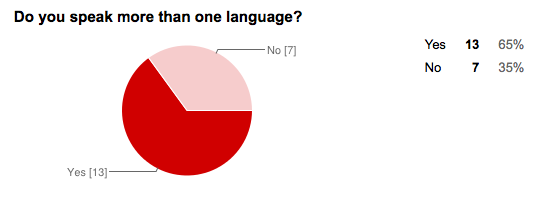 Do you speak more than one language?
No [7]
Yes [13]
Yes 13 65%
No 7 35%